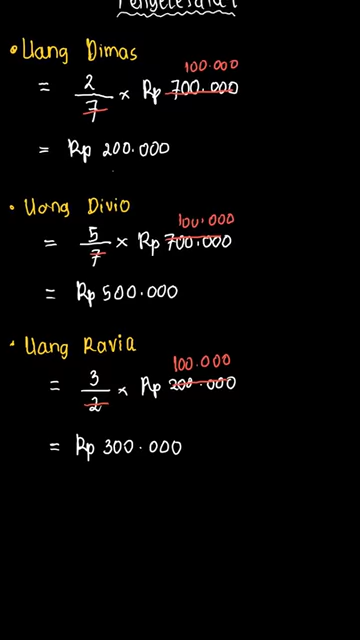 Penyelesaian
• Uang Dimas
100.000
= 2/7 × Rp 700.000
= Rp 200.000
• Uang Divio
100.000
= 5/7 × Rp 700.000
= Rp 500.000
• Uang Ravia
100.000
= 3/2 × Rp 200.000
= Rp 300.000